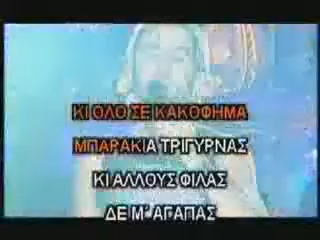 ΚΙ ΟΛΟ ΣΕ ΚΑΚΟΦΗΜΑ
ΜΠΑΡΑΚΙΑ ΤΡΙΓΥΡΝΑΣ
ΚΙ ΑΛΛΟΥΣ ΦΙΛΑΣ
ΔΕ Μ' ΑΓΑΠΑΣ